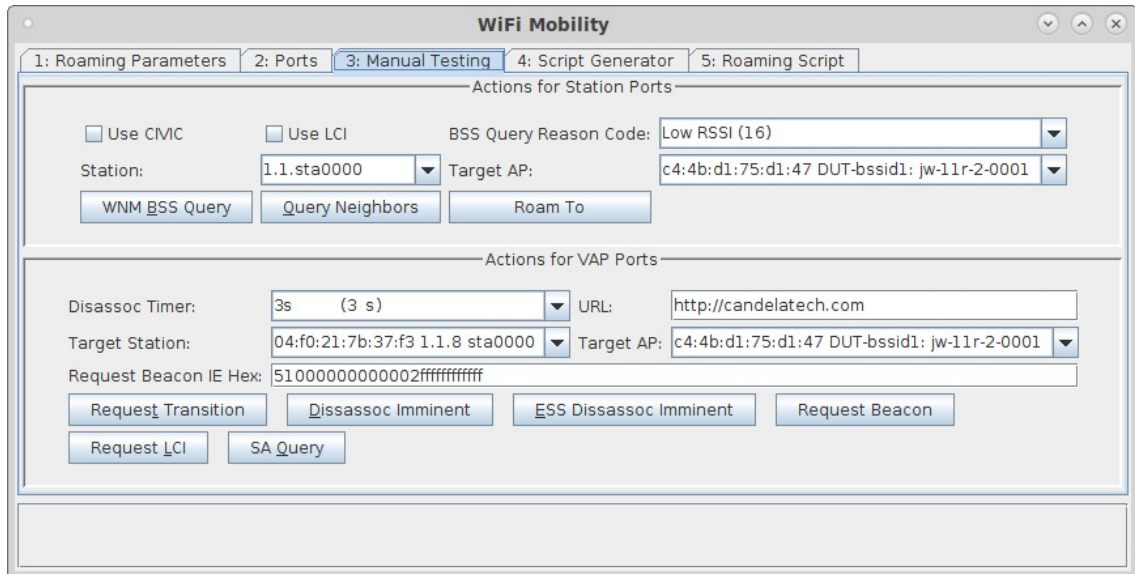 WiFi Mobility
1: Roaming Parameters 2: Ports 3: Manual Testing 4: Script Generator 5: Roaming Script
Actions for Station Ports
Use CIVIC Use LCI BSS Query Reason Code: Low RSSI (16)
Station: 1.1.sta0000 Target AP: c4:4b:d1:75:d1:47 DUT-bssid1: jw-11r-2-0001
WNM BSS Query Query Neighbors Roam To
Actions for VAP Ports
Disassoc Timer: 3s (3 s) URL: http://candelatech.com
Target Station: 04:f0:21:7b:37:f3 1.1.8 sta0000 Target AP: c4:4b:d1:75:d1:47 DUT-bssid1: jw-11r-2-0001
Request Beacon IE Hex: 51000000000002ffffffffffff
Request Transition Dissassoc Imminent ESS Dissassoc Imminent Request Beacon
Request LCI SA Query